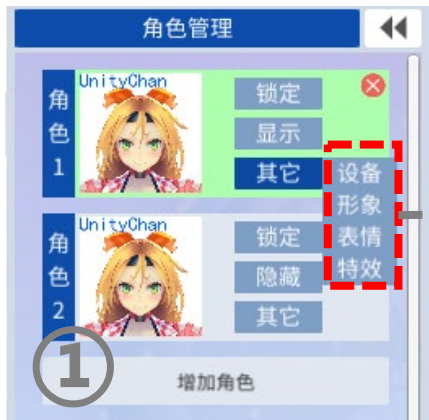 角色管理
角色1
UnityChan
锁定
显示
其它
设备
形象
表情
特效
角色2
UnityChan
锁定
隐藏
其它
1
增加角色